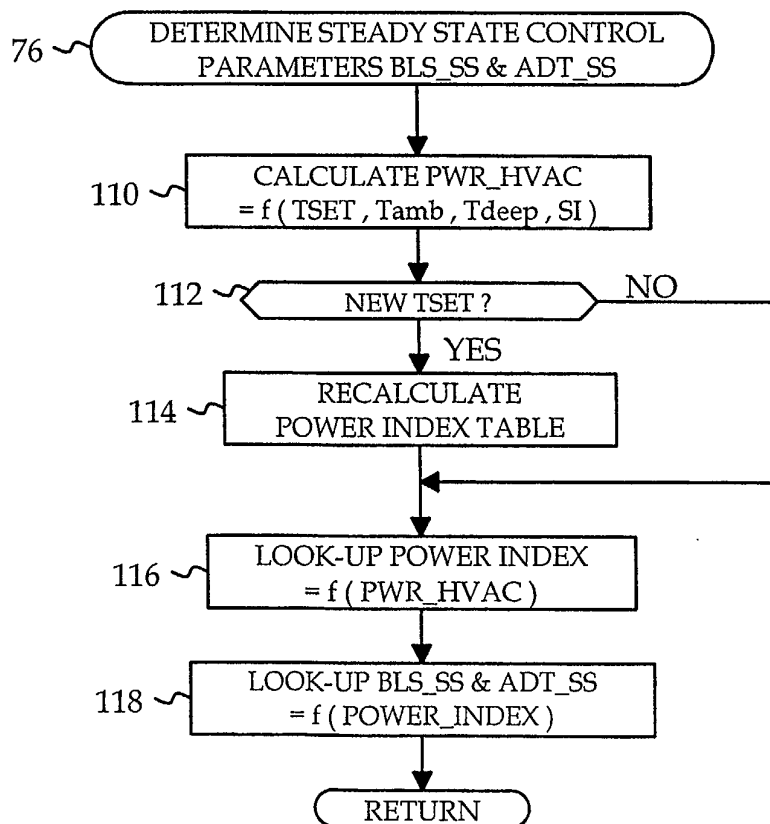 76
DETERMINE STEADY STATE CONTROL
PARAMETERS BLS_SS & ADT_SS
110
CALCULATE PWR_HVAC
= f ( TSET , Tamb , Tdeep , SI )
112
NEW TSET ?
NO
YES
114
RECALCULATE
POWER INDEX TABLE
116
LOOK-UP POWER INDEX
= f ( PWR_HVAC )
118
LOOK-UP BLS_SS & ADT_SS
= f ( POWER_INDEX )
RETURN